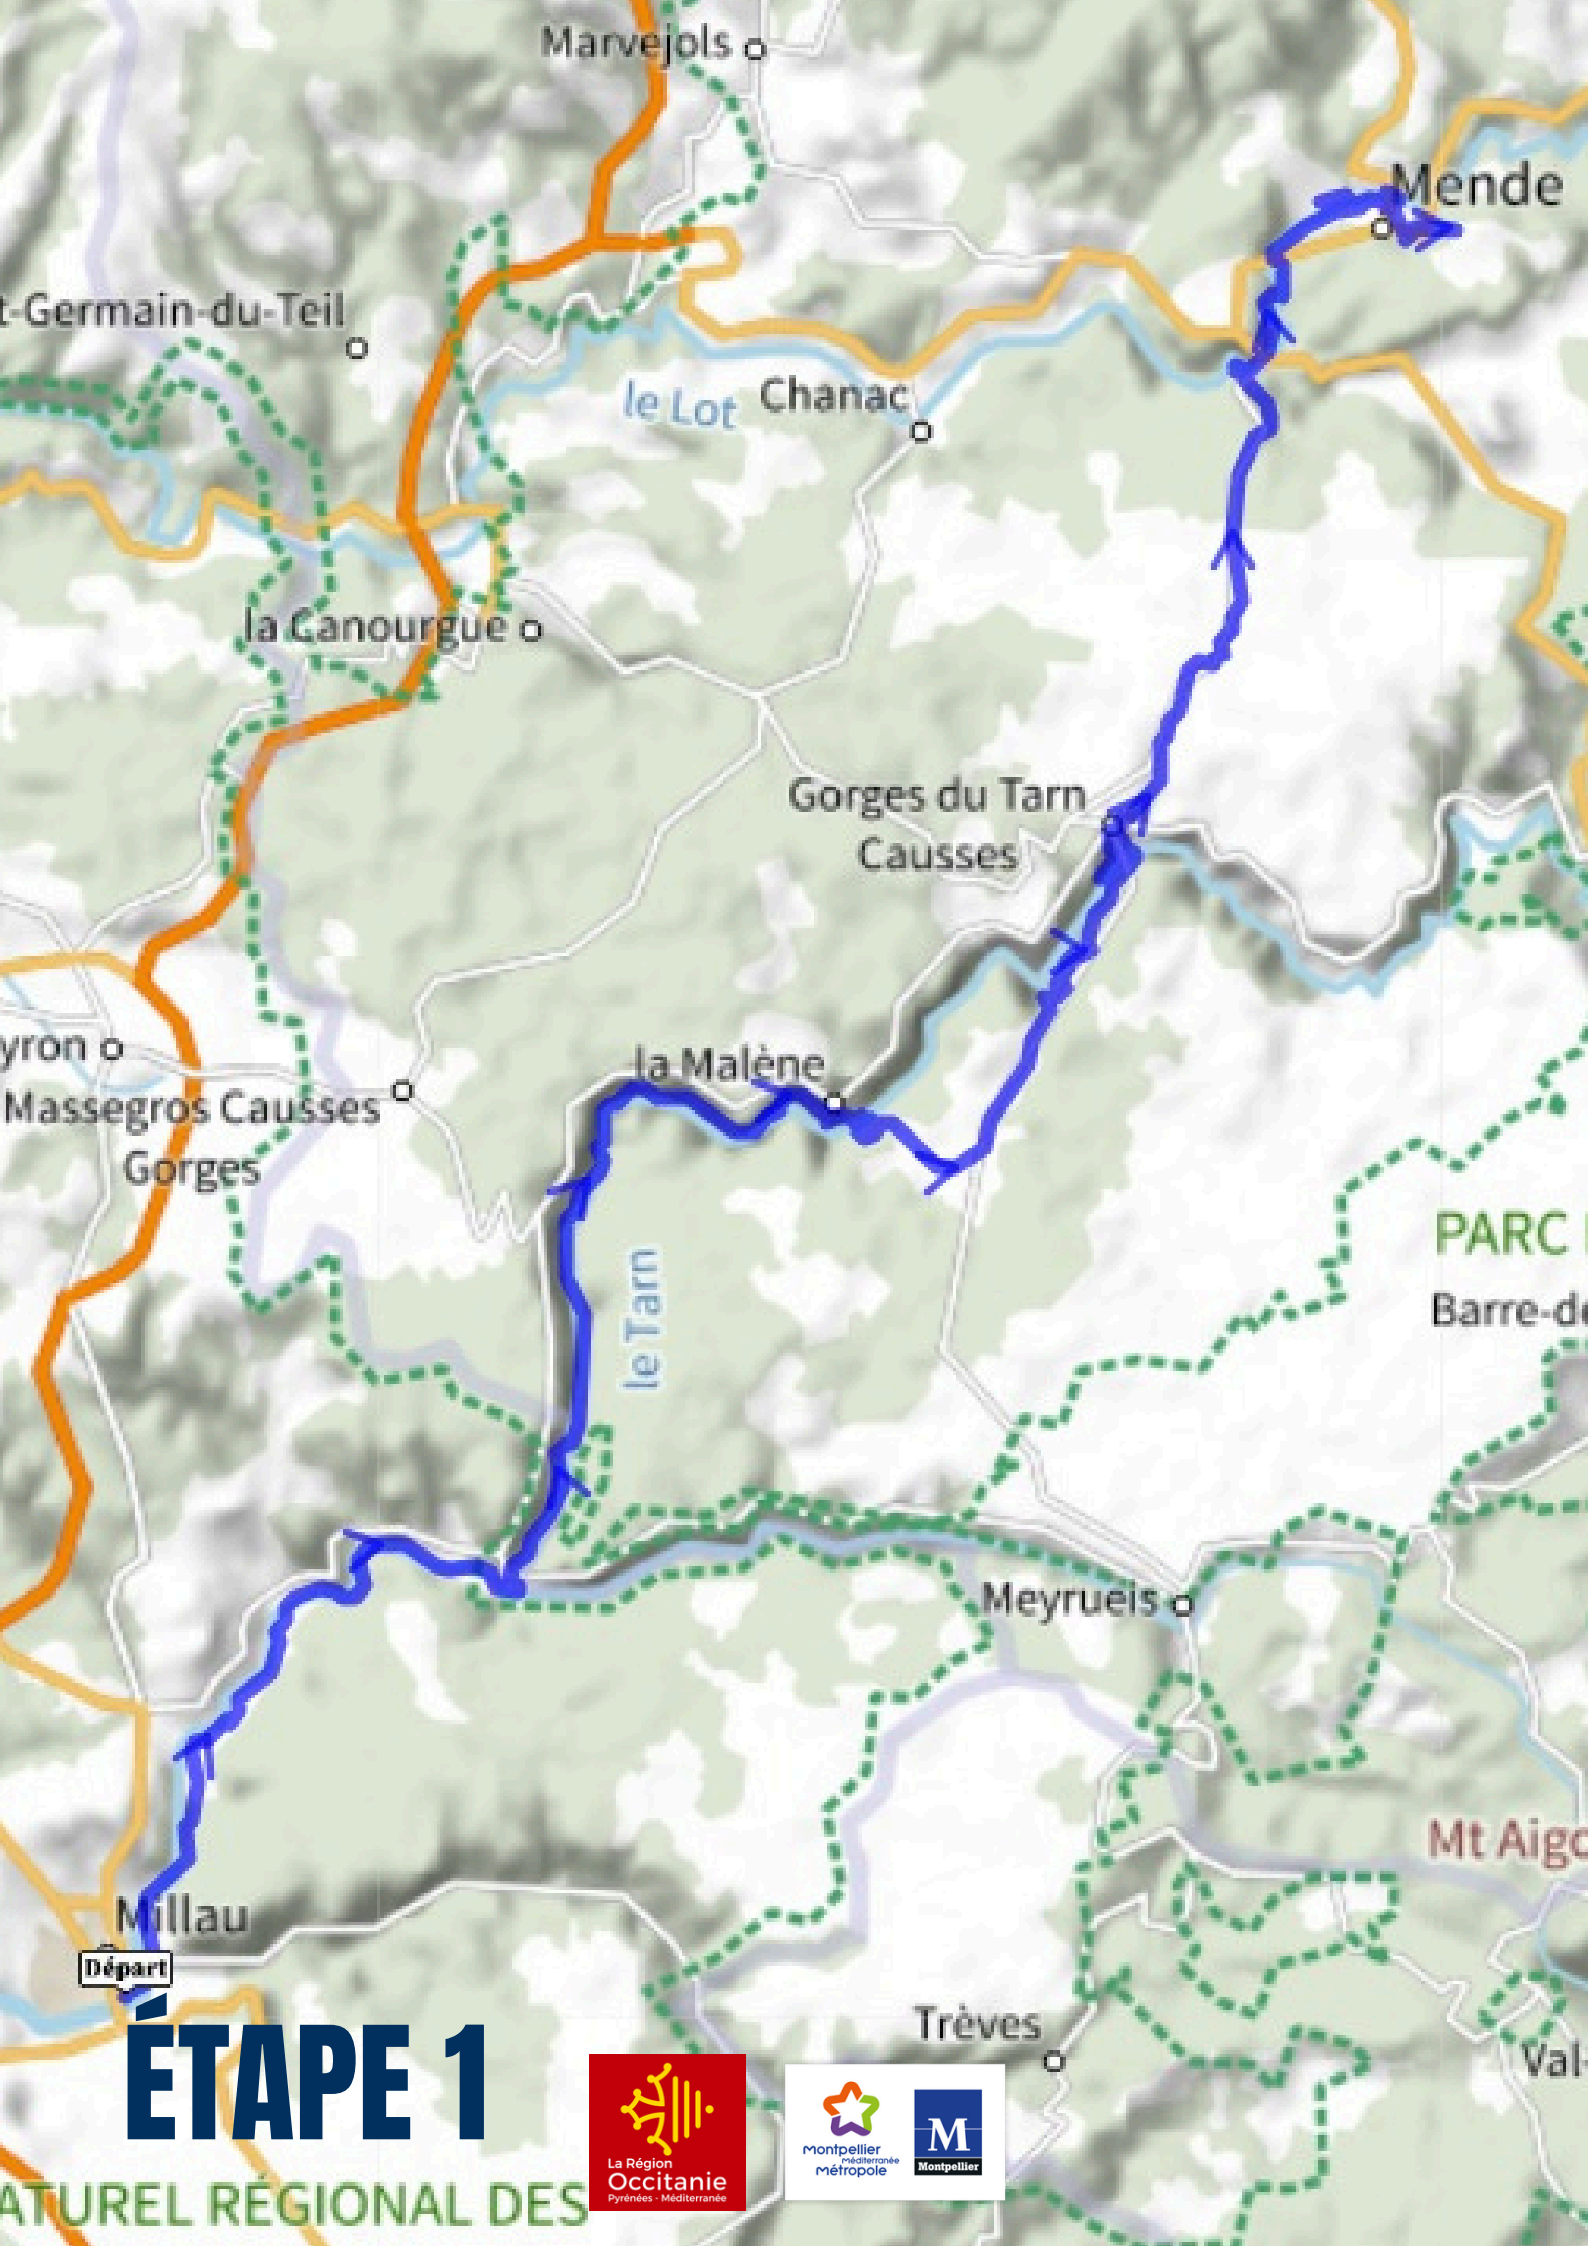 Marvejols
Mende
t-Germain-du-Teil
le Lot
Chanac
la Canourgue
Gorges du Tarn
Causses
la Malène
yron
Massegros Causses
Gorges
le Tarn
PARC
Barre-de
Meyrueis
Mt Aigo
Millau
Départ
ÉTAPE 1
Trèves
Val-
La Région
Occitanie
Pyrénées - Méditerranée
Montpellier
Méditerranée
Métropole
M
Montpellier
ATUREL RÉGIONAL DES